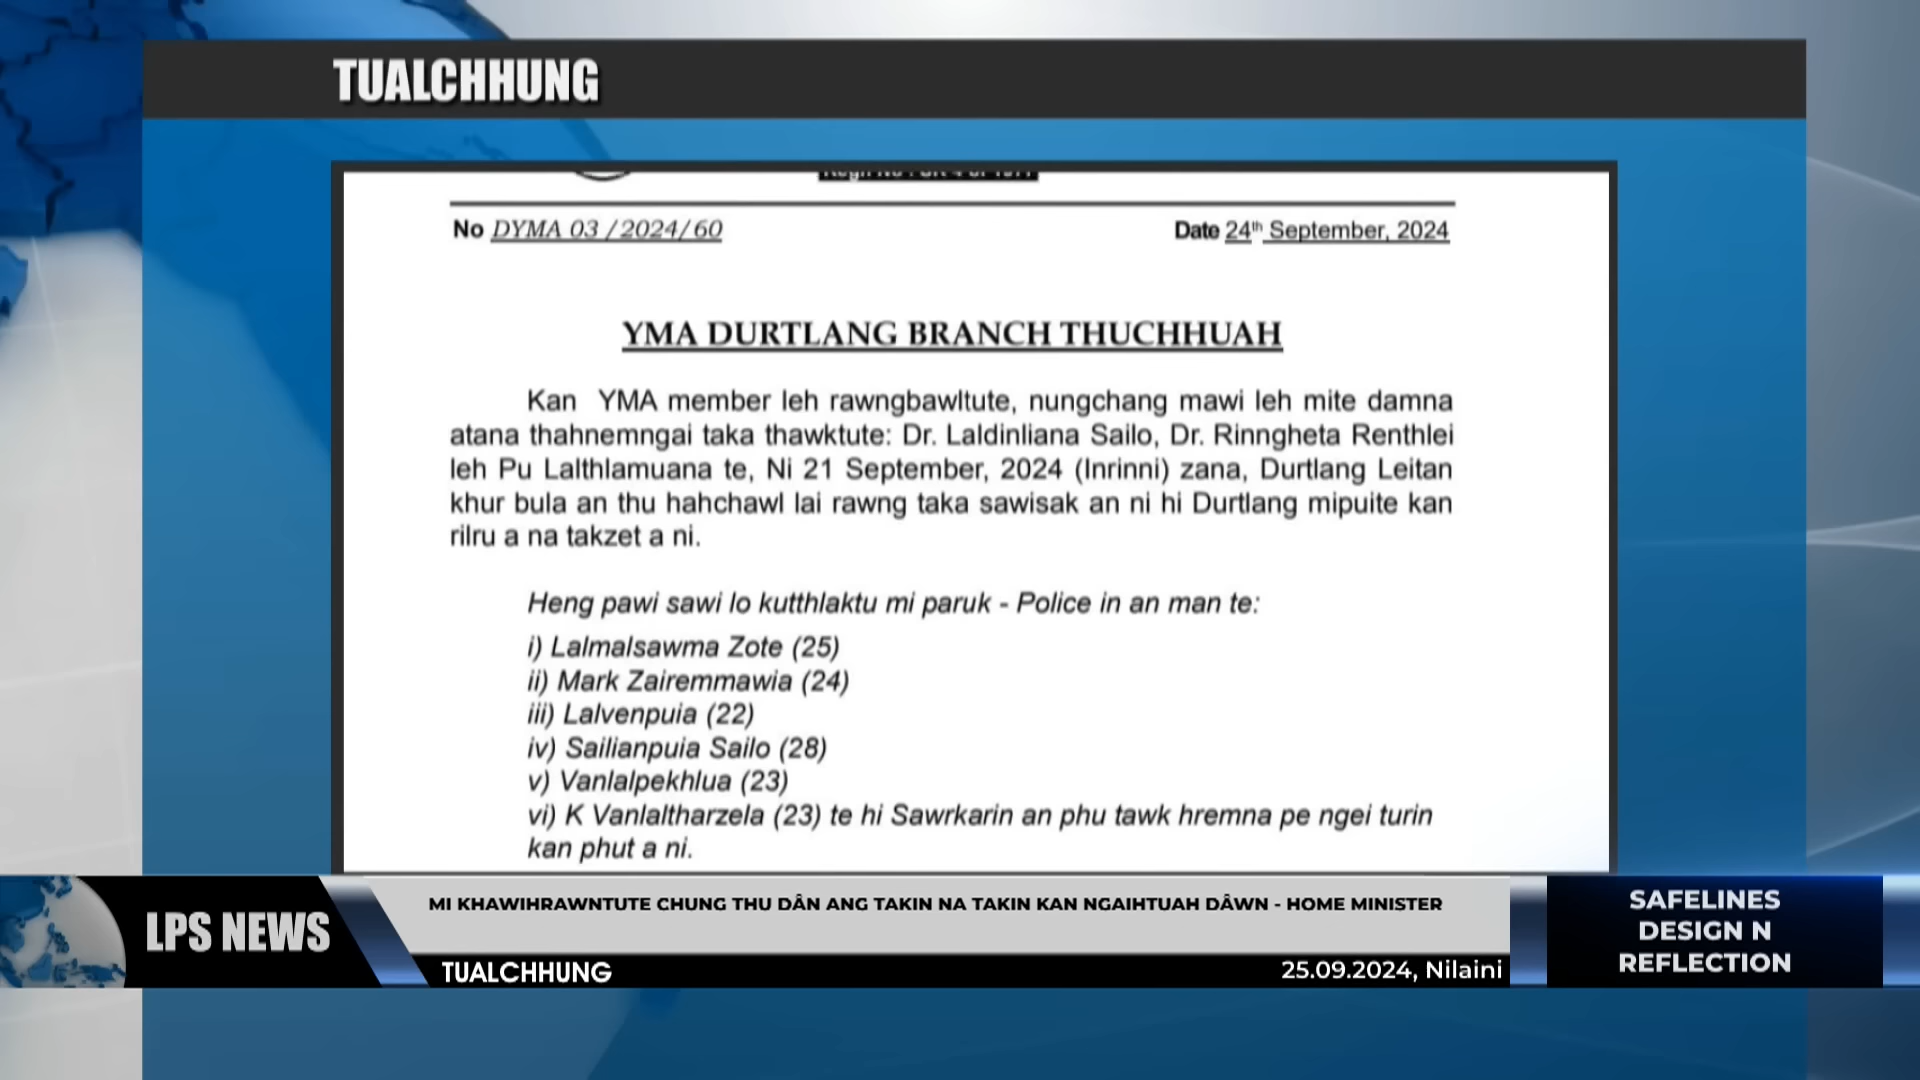 TUALCHHUNG
No DYMA 03 /2024/60
Date 24th September, 2024
YMA DURTLANG BRANCH THUCHHUAH
Kan YMA member leh rawngbawltute, nungchang mawi leh mite damna
atana thahnemngai taka thawktute: Dr. Laldinliana Sailo, Dr. Rinngheta Renthlei
leh Pu Lalthlamuana te, Ni 21 September, 2024 (Inrinni) zana, Durtlang Leitan
khur bula an thu hahchawl lai rawng taka sawisak an ni hi Durtlang mipuite kan
rilru a na takzet a ni.
Heng pawi sawi lo kutthlaktu mi paruk - Police in an man te:
i) Lalmalsawma Zote (25)
ii) Mark Zairemmawia (24)
iii) Lalvenpuia (22)
iv) Sailianpuia Sailo (28)
v) Vanlalpekhlua (23)
vi) K Vanlaltharzela (23) te hi Sawrkarin an phu tawk hremna pe ngei turin
kan phut a ni.
LPS NEWS
MI KHAWIHRAWNTUTE CHUNG THU DÂN ANG TAKIN NA TAKIN KAN NGAIHTUAH DÂWN - HOME MINISTER
TUALCHHUNG
25.09.2024, Nilaini
SAFELINES
DESIGN N
REFLECTION